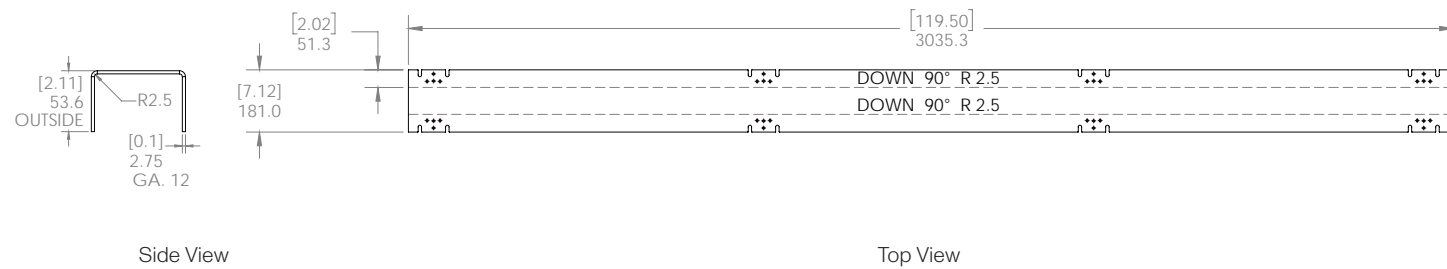 [2.11]
53.6
OUTSIDE
R2.5
[0.1]
2.75
GA. 12
[7.12]
181.0
[2.02]
51.3
[119.50]
3035.3
DOWN 90° R 2.5
DOWN 90° R 2.5
Side View
Top View